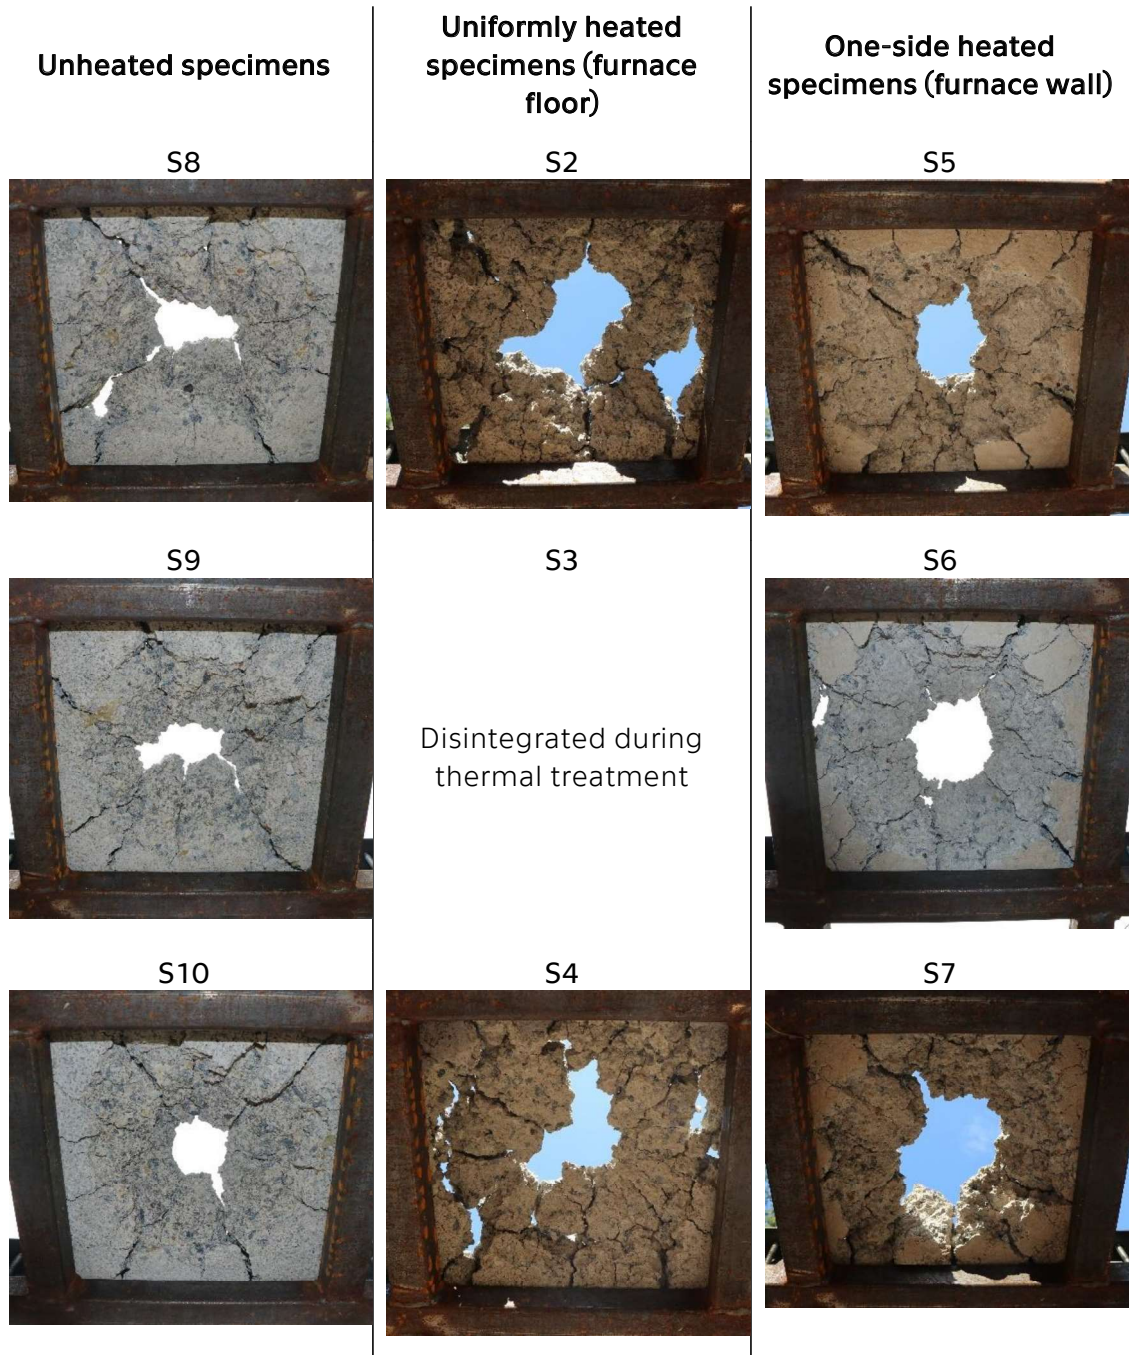 Unheated specimens
Uniformly heated
specimens (furnace
floor)
One-side heated
specimens (furnace wall)
S8
S2
S5
S9
S3
S6
Disintegrated during
thermal treatment
S10
S4
S7